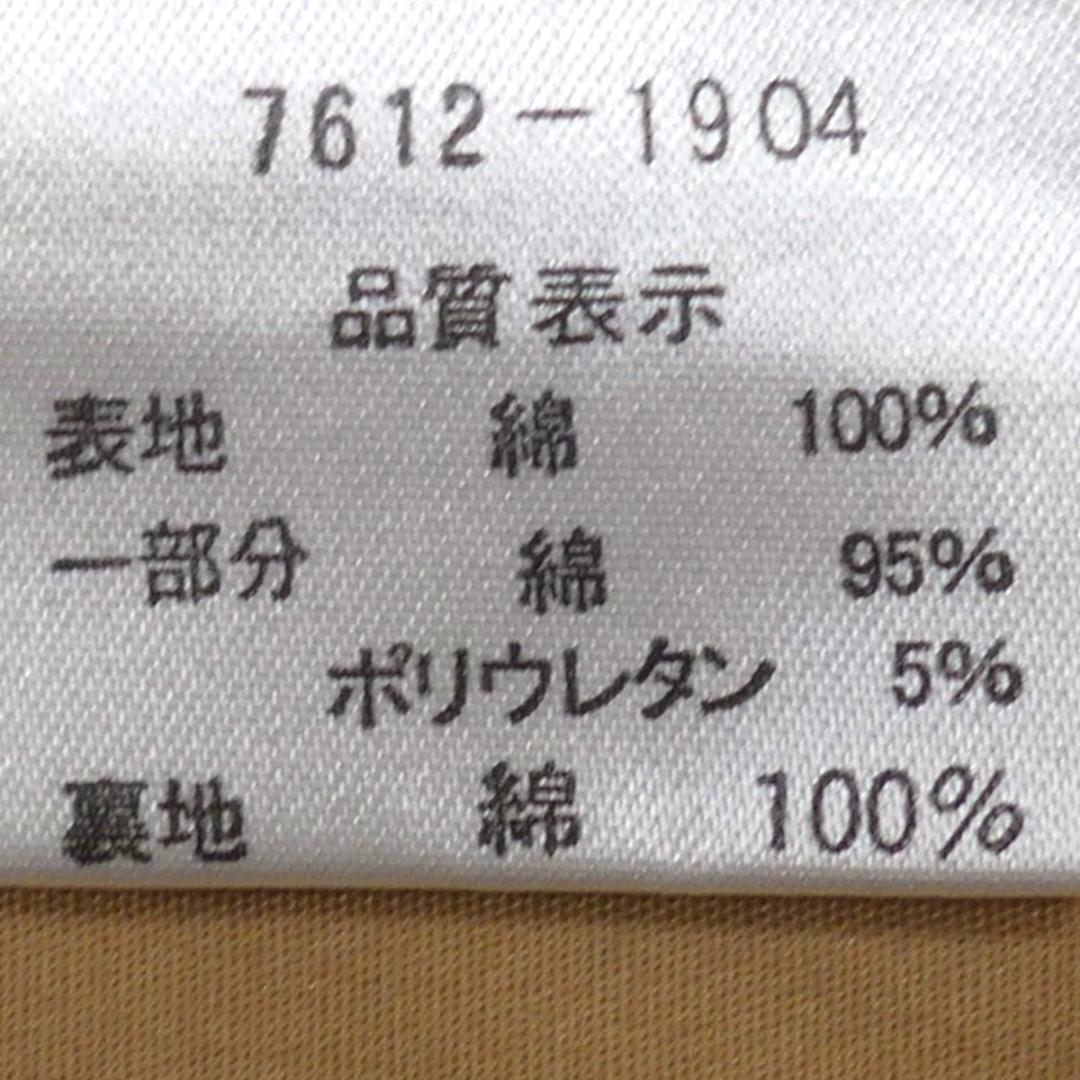 7612-1904
品質表示
表地 綿 100%
一部分 綿 95%
ポリウレタン 5%
裏地 綿 100%